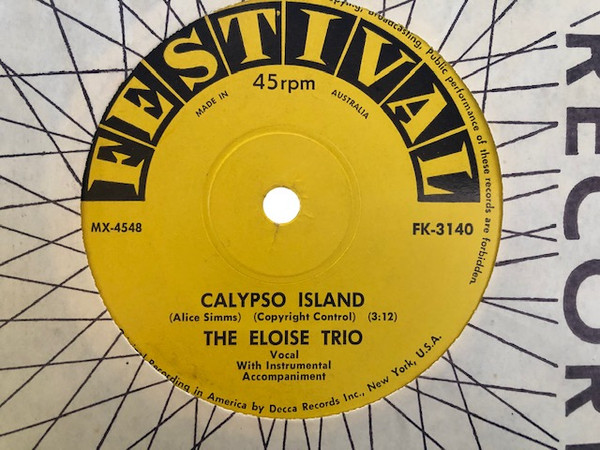 FESTIVAL
45rpm
MADE IN AUSTRALIA
Broadcasting, Public performance of these records are forbidden.
MX-4548
FK-3140
CALYPSO ISLAND
(Alice Simms) (Copyright Control) (3:12)
THE ELOISE TRIO
Vocal
With Instrumental
Accompaniment
Recording in America by Decca Records Inc., New York, U.S.A.
RECOR